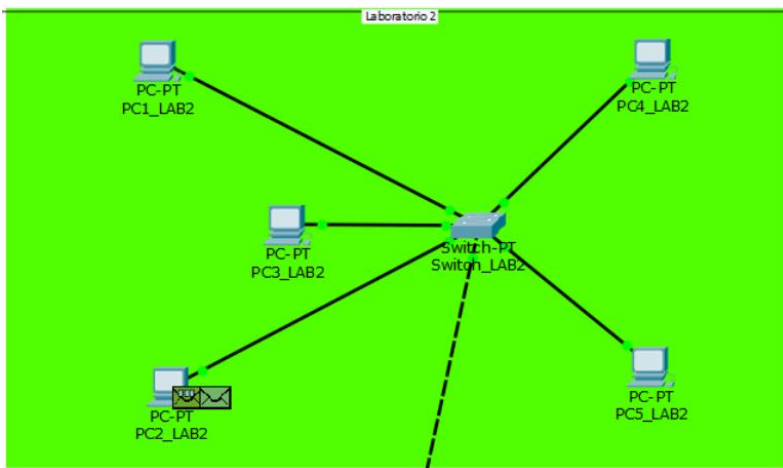 Laboratorio 2
PC-PT
PC1_LAB2
PC-PT
PC4_LAB2
PC-PT
PC3_LAB2
Switch-PT
Switch_LAB2
PC-PT
PC2_LAB2
PC-PT
PC5_LAB2